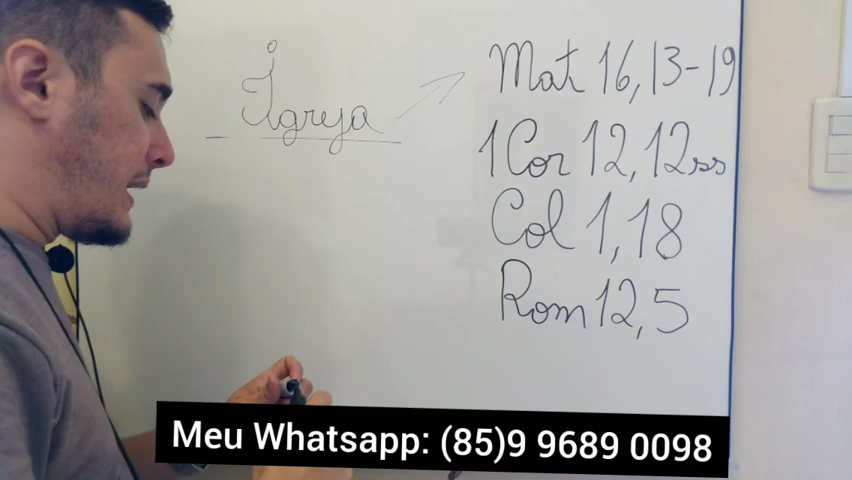 Igreja
Mat 16,13-19
1Cor 12,12ss
Col 1,18
Rom 12,5
Meu Whatsapp: (85)9 9689 0098